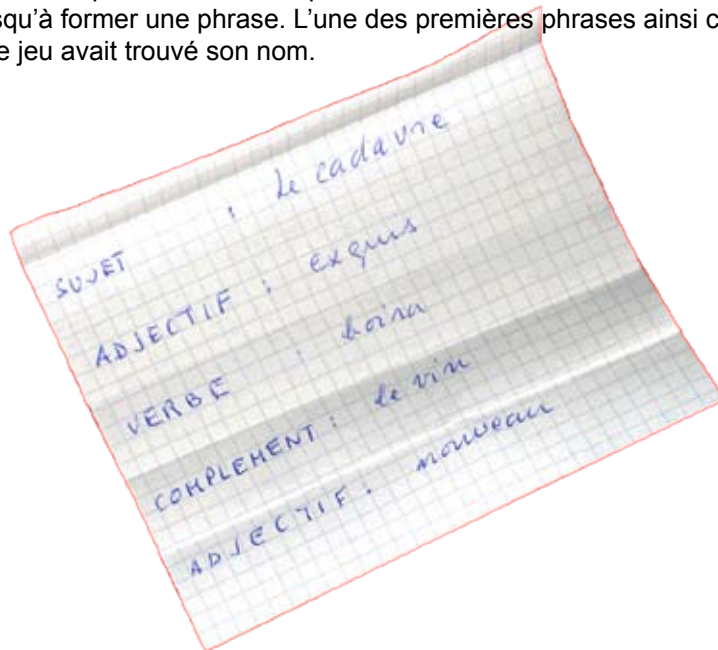 squ'à former une phrase. L'une des premières phrases ainsi c
e jeu avait trouvé son nom.
SUJET : Le cadavre
ADJECTIF : exquis
VERBE : boira
COMPLEMENT : le vin
ADJECTIF : nouveau